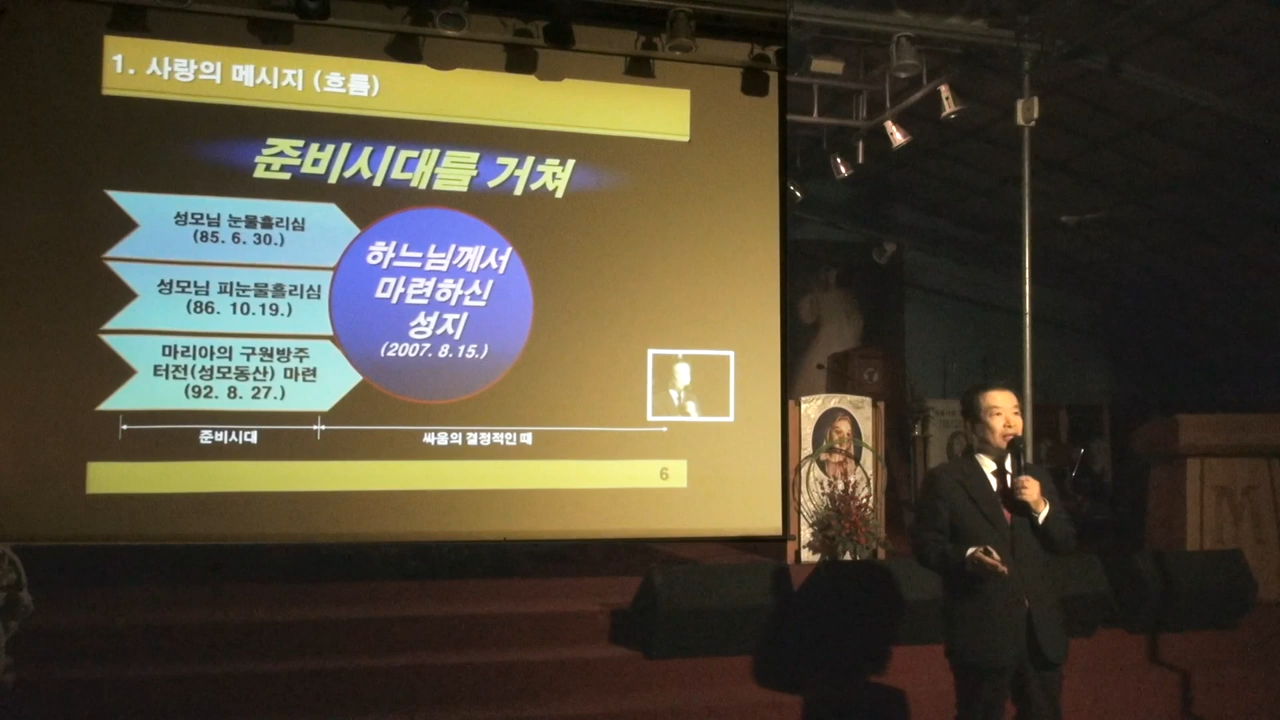 1. 사랑의 메시지 (흐름)
준비시대를 거쳐
성모님 눈물흘리심
(85. 6. 30.)
성모님 피눈물흘리심
(86. 10.19.)
마리아의 구원방주
터전(성모동산) 마련
(92. 8. 27.)
하느님께서
마련하신
성지
(2007. 8.15.)
준비시대
싸움의 결정적인 때
6
M